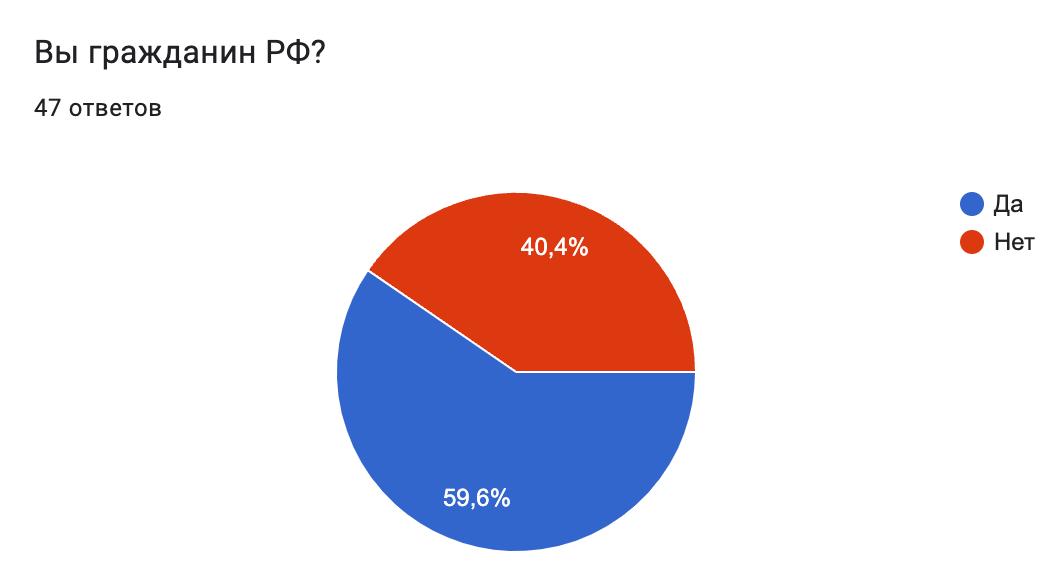 Вы гражданин РФ?
47 ответов
Да
Нет
40,4%
59,6%